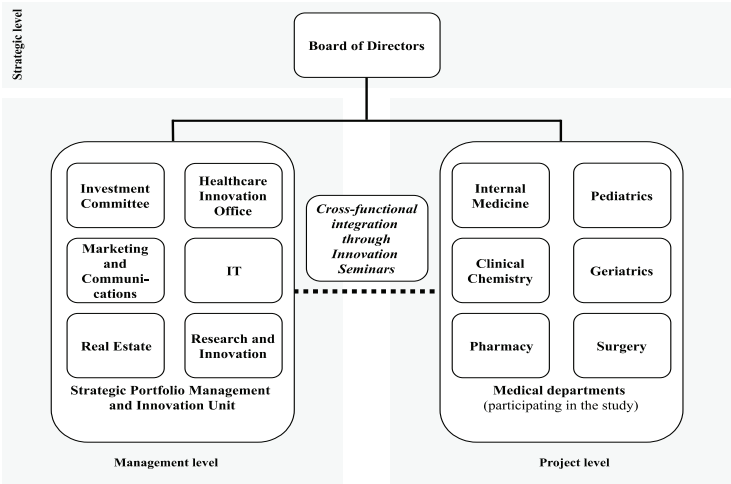 Strategic level
Board of Directors
Investment
Committee
Healthcare
Innovation
Office
Marketing
and
Communi-
cations
IT
Real Estate
Research and
Innovation
Strategic Portfolio Management
and Innovation Unit
Management level
Cross-functional
integration
through
Innovation
Seminars
Internal
Medicine
Pediatrics
Clinical
Chemistry
Geriatrics
Pharmacy
Surgery
Medical departments
(participating in the study)
Project level